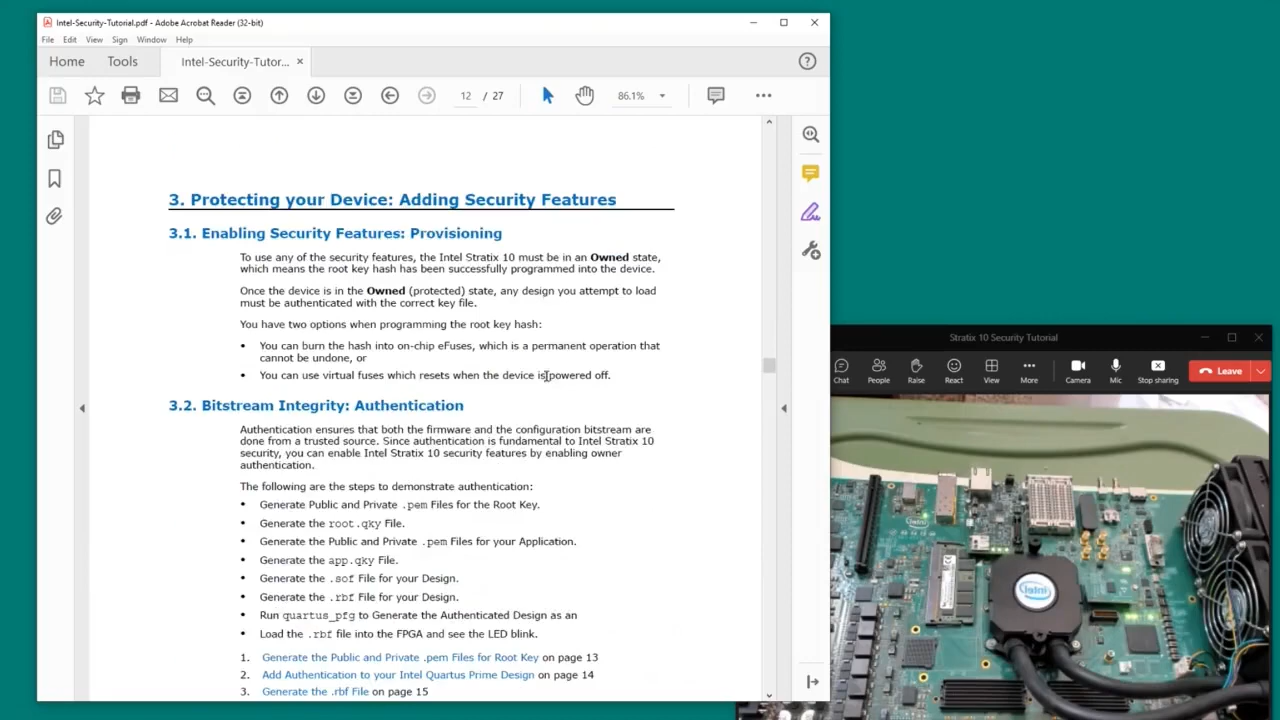 Intel-Security-Tutorial.pdf - Adobe Acrobat Reader (32-bit)
File Edit View Sign Window Help
Home Tools Intel-Security-Tutor... ×
12 / 27 86.1%
3. Protecting your Device: Adding Security Features
3.1. Enabling Security Features: Provisioning
To use any of the security features, the Intel Stratix 10 must be in an Owned state,
which means the root key hash has been successfully programmed into the device.
Once the device is in the Owned (protected) state, any design you attempt to load
must be authenticated with the correct key file.
You have two options when programming the root key hash:
• You can burn the hash into on-chip eFuses, which is a permanent operation that
cannot be undone, or
• You can use virtual fuses which resets when the device is powered off.
3.2. Bitstream Integrity: Authentication
Authentication ensures that both the firmware and the configuration bitstream are
done from a trusted source. Since authentication is fundamental to Intel Stratix 10
security, you can enable Intel Stratix 10 security features by enabling owner
authentication.
The following are the steps to demonstrate authentication:
• Generate Public and Private .pem Files for the Root Key.
• Generate the root.qky File.
• Generate the Public and Private .pem Files for your Application.
• Generate the app.qky File.
• Generate the .sof File for your Design.
• Generate the .rbf File for your Design.
• Run quartus_pfg to Generate the Authenticated Design as an
• Load the .rbf file into the FPGA and see the LED blink.
1. Generate the Public and Private .pem Files for Root Key on page 13
2. Add Authentication to your Intel Quartus Prime Design on page 14
3. Generate the .rbf File on page 15
Stratix 10 Security Tutorial
Chat People Raise React View More Camera Mic Stop sharing Leave
intel
intel